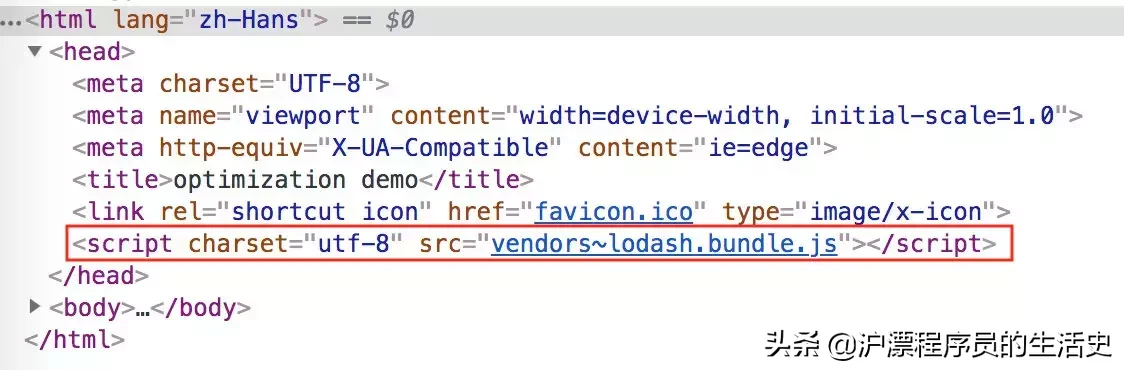 …<html lang="zh-Hans"> == $0
▼<head>
<meta charset="UTF-8">
<meta name="viewport" content="width=device-width, initial-scale=1.0">
<meta http-equiv="X-UA-Compatible" content="ie=edge">
<title>optimization demo</title>
<link rel="shortcut icon" href="favicon.ico" type="image/x-icon">
<script charset="utf-8" src="vendors~lodash.bundle.js"></script>
</head>
▶<body>…</body>
</html>
头条 @沪漂程序员的生活史